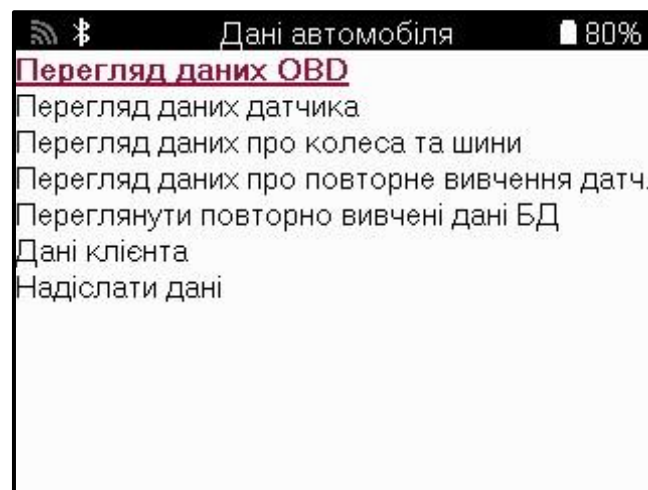 Дані автомобіля 80%
Перегляд даних OBD
Перегляд даних датчика
Перегляд даних про колеса та шини
Перегляд даних про повторне вивчення датч.
Переглянути повторно вивчені дані БД
Дані клієнта
Надіслати дані